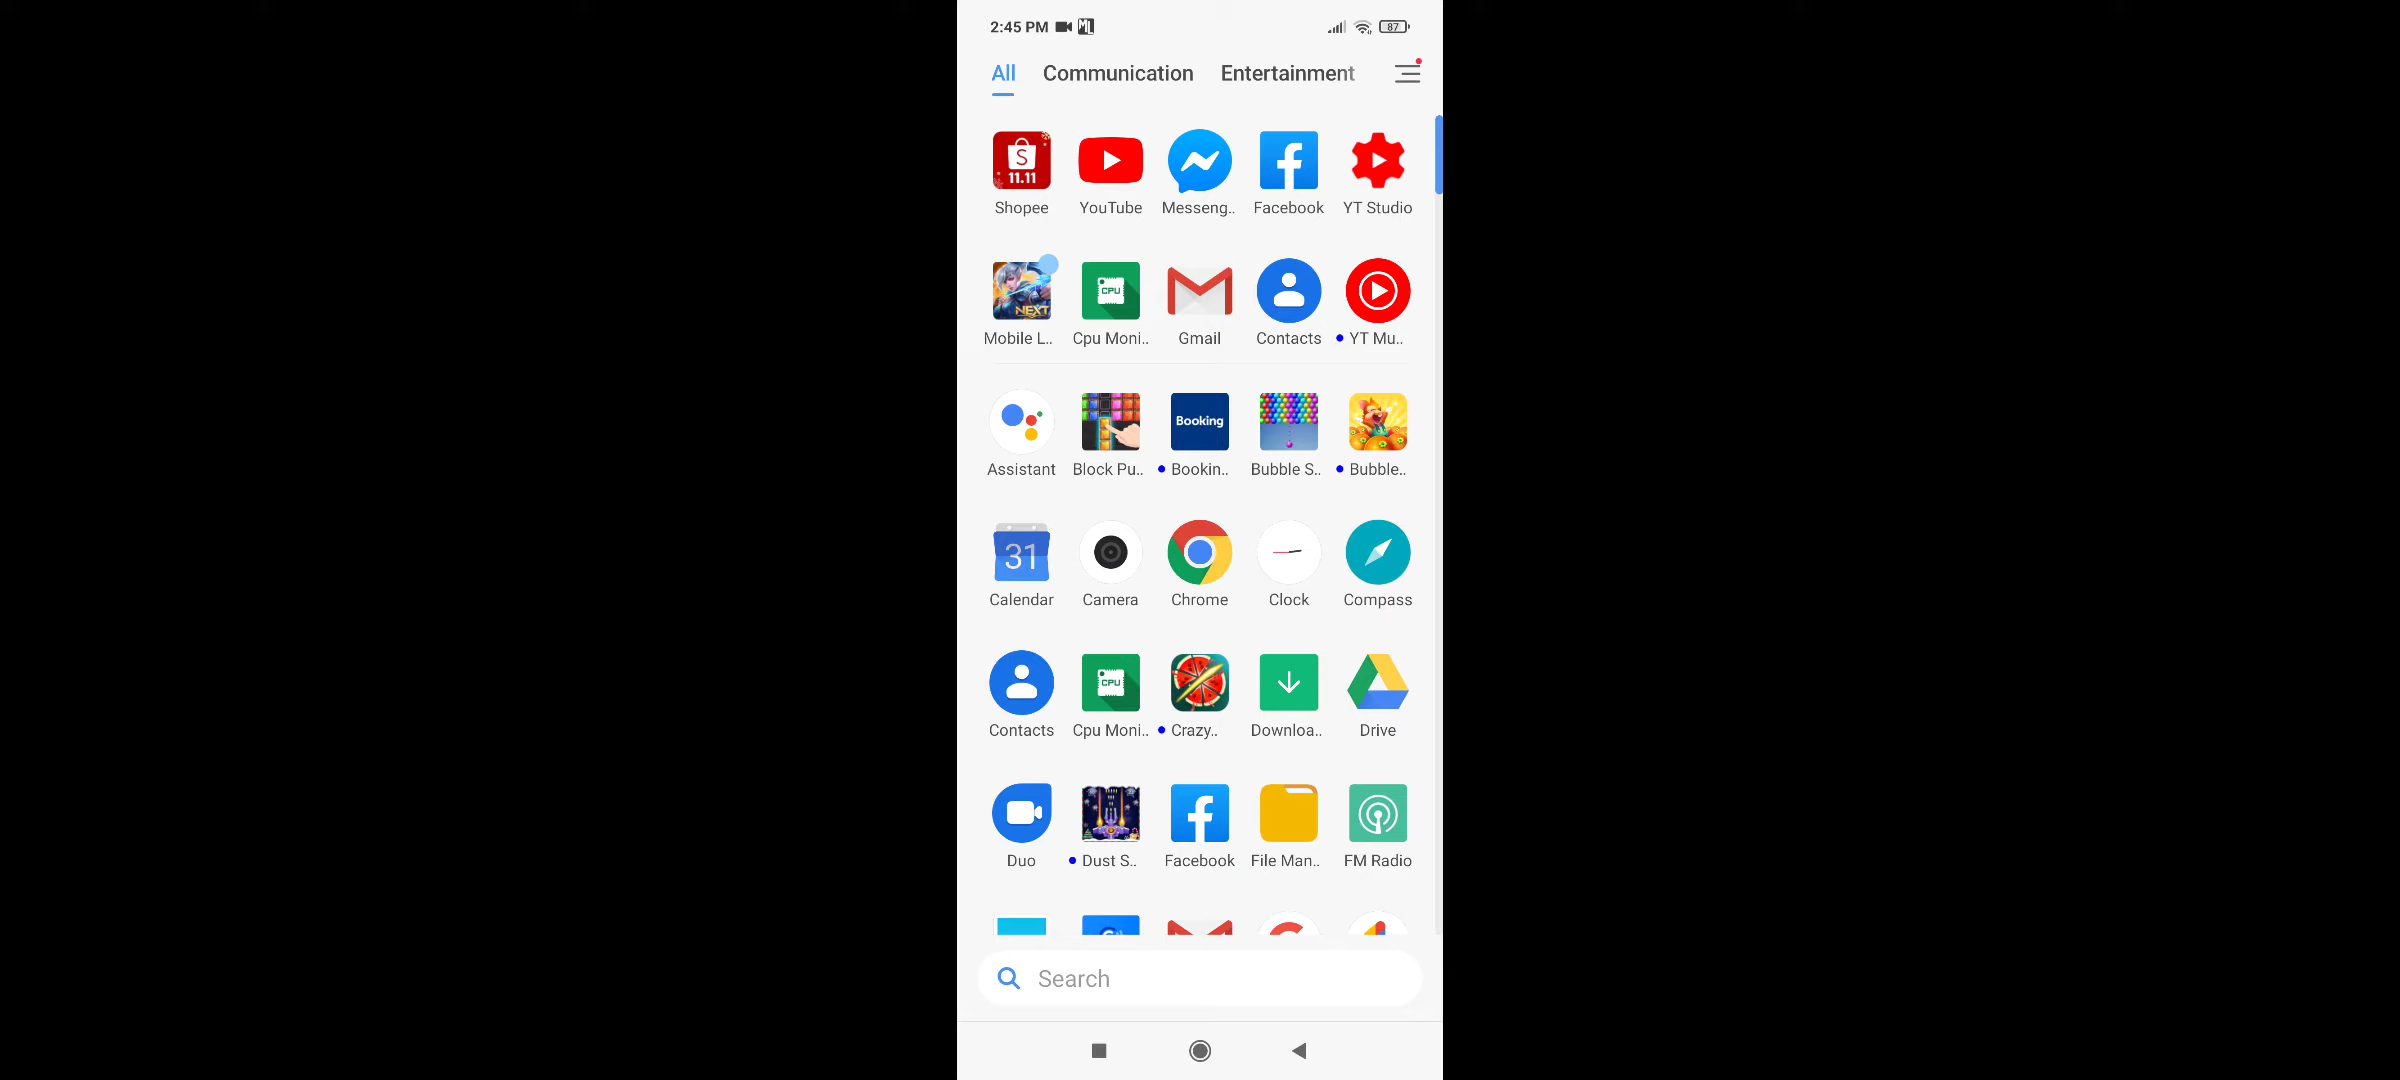 2:45 PM ML 87
All Communication Entertainment
S
11.11
Shopee YouTube Messeng.. Facebook YT Studio
NEXT CPU
Mobile L.. Cpu Moni.. Gmail Contacts YT Mu..
Booking
Assistant Block Pu.. Bookin.. Bubble S.. Bubble..
31
Calendar Camera Chrome Clock Compass
CPU
Contacts Cpu Moni.. Crazy.. Downloa.. Drive
Duo Dust S.. Facebook File Man.. FM Radio
Search